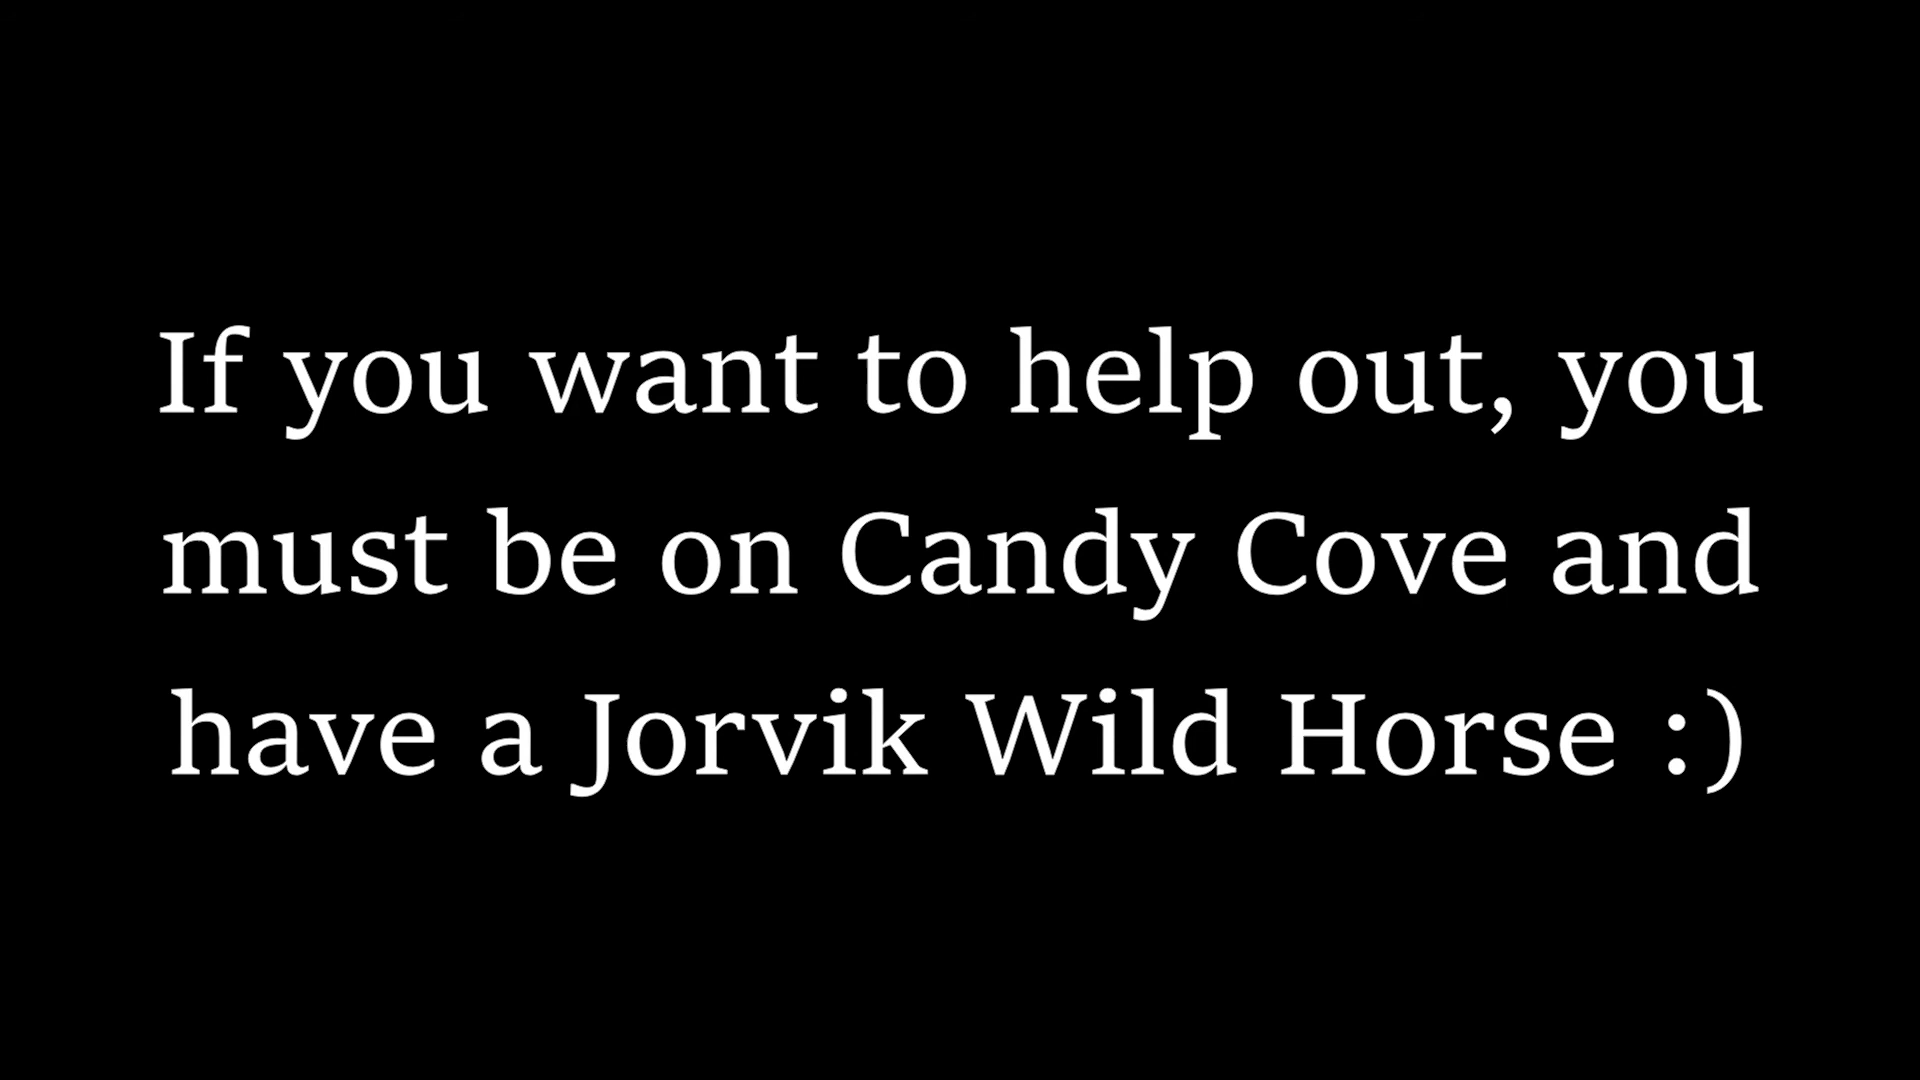 If you want to help out, you
must be on Candy Cove and
have a Jorvik Wild Horse :)